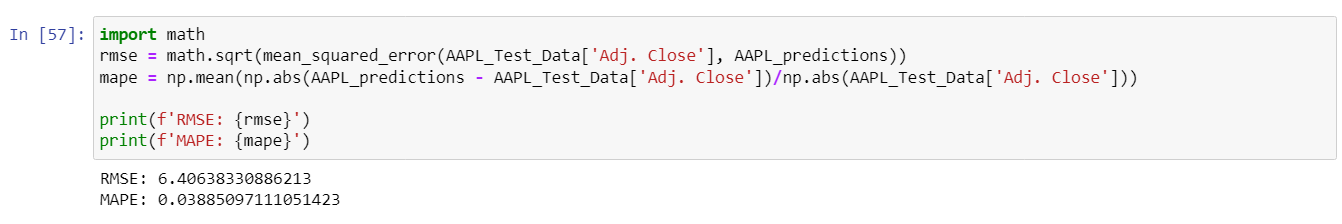 In [57]: import math
rmse = math.sqrt(mean_squared_error(AAPL_Test_Data['Adj. Close'], AAPL_predictions))
mape = np.mean(np.abs(AAPL_predictions - AAPL_Test_Data['Adj. Close'])/np.abs(AAPL_Test_Data['Adj. Close']))
print(f'RMSE: {rmse}')
print(f'MAPE: {mape}')
RMSE: 6.40638330886213
MAPE: 0.03885097111051423